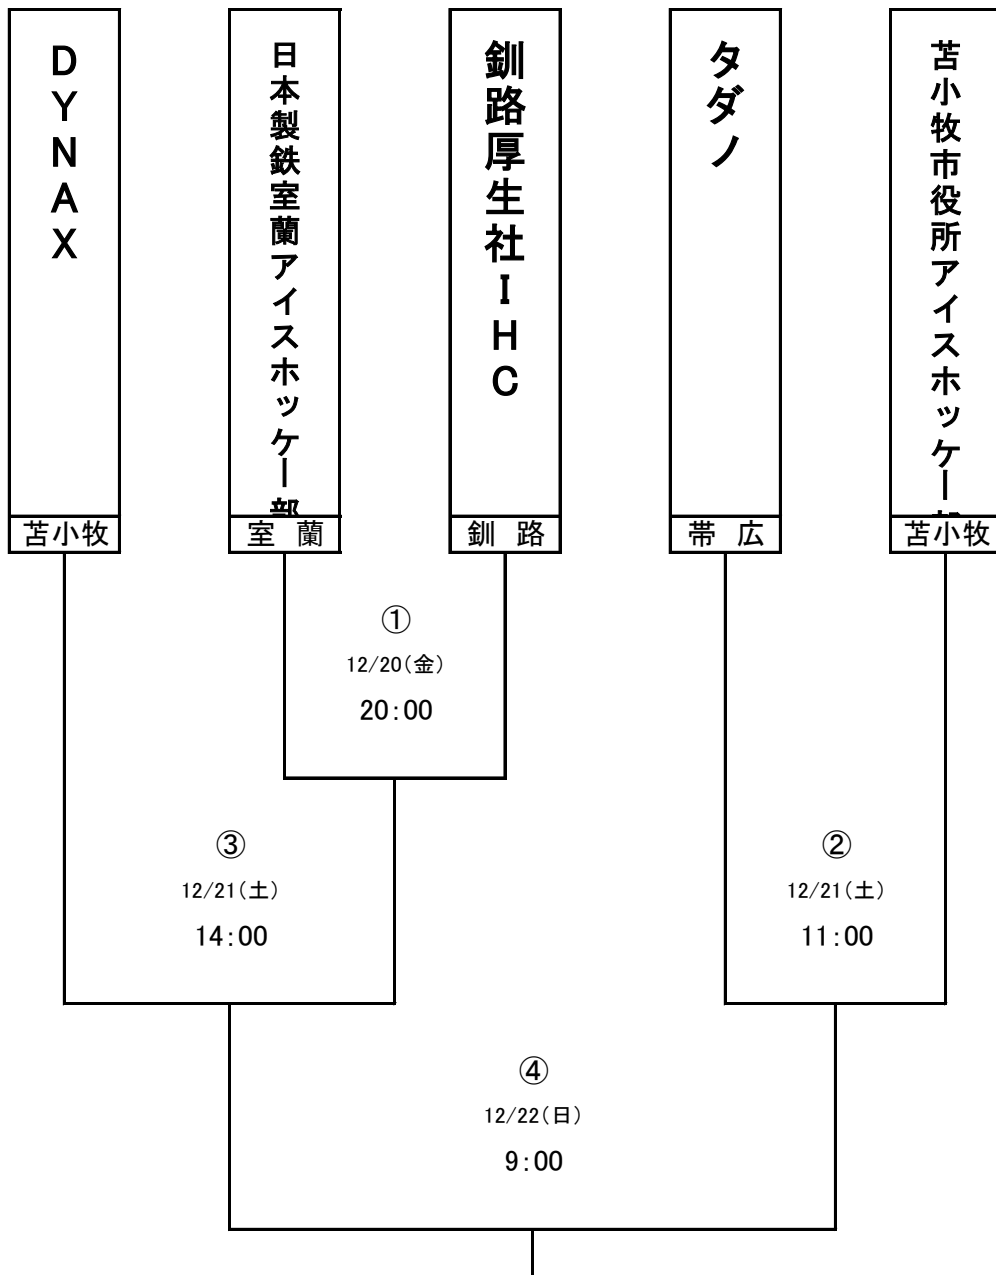 DYNAX
日本製鉄室蘭アイスホッケー部
釧路厚生社IHC
タダノ
苫小牧市役所アイスホッケー部
苫小牧
室蘭
釧路
帯広
苫小牧
①
12/20(金)
20:00
③
12/21(土)
14:00
②
12/21(土)
11:00
④
12/22(日)
9:00